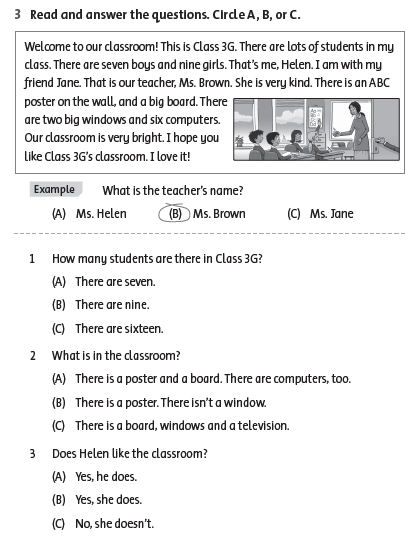 3 Read and answer the questions. Circle A, B, or C.
Welcome to our classroom! This is Class 3G. There are lots of students in my
class. There are seven boys and nine girls. That's me, Helen. I am with my
friend Jane. That is our teacher, Ms. Brown. She is very kind. There is an ABC
poster on the wall, and a big board. There
are two big windows and six computers.
Our classroom is very bright. I hope you
like Class 3G's classroom. I love it!
Example What is the teacher's name?
(A) Ms. Helen (B) Ms. Brown (C) Ms. Jane
1 How many students are there in Class 3G?
(A) There are seven.
(B) There are nine.
(C) There are sixteen.
2 What is in the classroom?
(A) There is a poster and a board. There are computers, too.
(B) There is a poster. There isn't a window.
(C) There is a board, windows and a television.
3 Does Helen like the classroom?
(A) Yes, he does.
(B) Yes, she does.
(C) No, she doesn't.